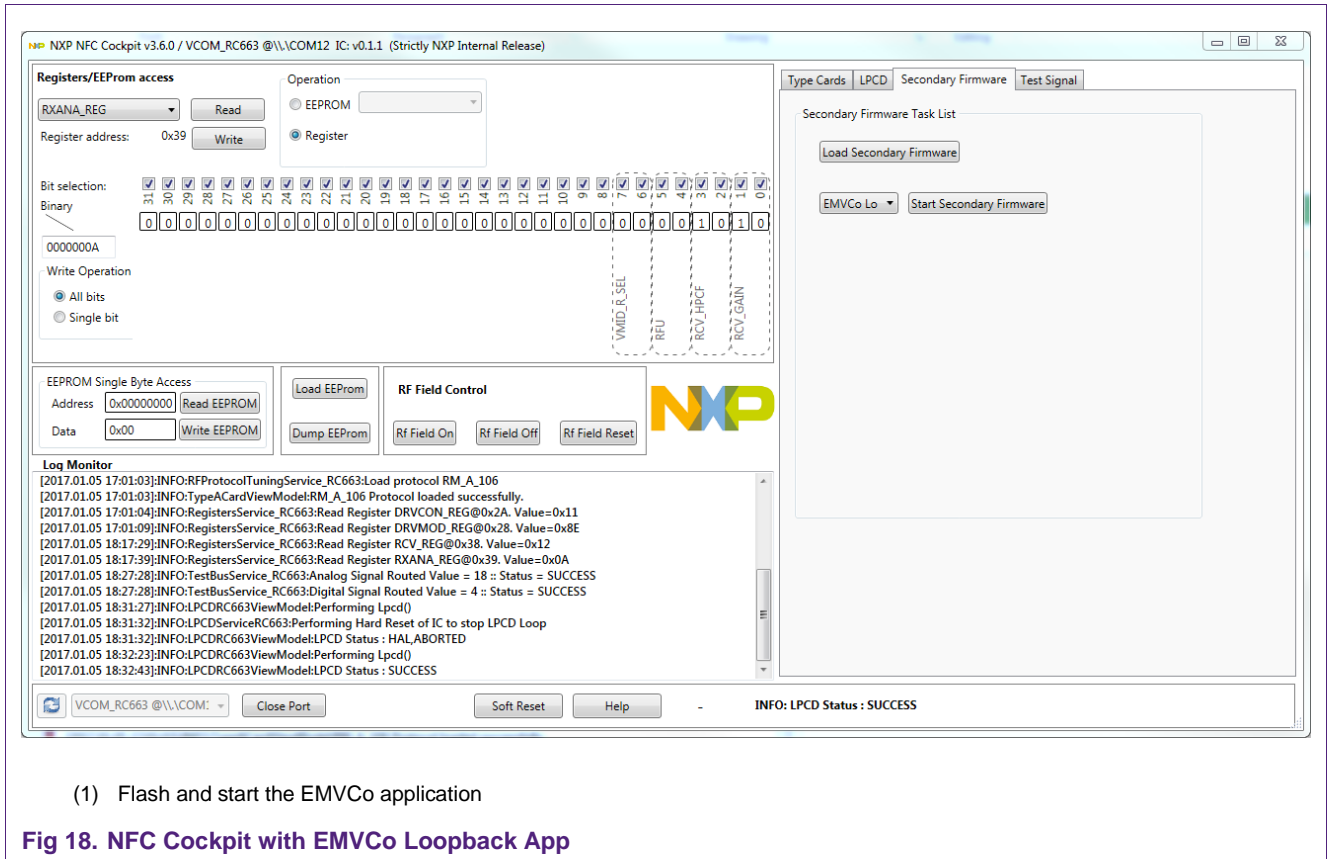 NXP NFC Cockpit v3.6.0 / VCOM_RC663 @\\.\COM12 IC: v0.1.1 (Strictly NXP Internal Release)
Registers/EEProm access
RXANA_REG
Read
Register address: 0x39
Write
Operation
EEPROM
Register
Bit selection:
31 30 29 28 27 26 25 24 23 22 21 20 19 18 17 16 15 14 13 12 11 10 9 8 7 6 5 4 3 2 1 0
Binary
0 0 0 0 0 0 0 0 0 0 0 0 0 0 0 0 0 0 0 0 0 0 0 0 0 0 0 0 1 0 1 0
0000000A
VMID_R_SEL
RFU
RCV_HPCF
RCV_GAIN
Write Operation
All bits
Single bit
EEPROM Single Byte Access
Address 0x00000000 Read EEPROM
Data 0x00 Write EEPROM
Load EEProm
Dump EEProm
RF Field Control
Rf Field On
Rf Field Off
Rf Field Reset
NXP
Log Monitor
[2017.01.05 17:01:03]:INFO:RFProtocolTuningService_RC663:Load protocol RM_A_106
[2017.01.05 17:01:03]:INFO:TypeACardViewModel:RM_A_106 Protocol loaded successfully.
[2017.01.05 17:01:04]:INFO:RegistersService_RC663:Read Register DRVCON_REG@0x2A. Value=0x11
[2017.01.05 17:01:09]:INFO:RegistersService_RC663:Read Register DRVMOD_REG@0x28. Value=0x8E
[2017.01.05 18:17:29]:INFO:RegistersService_RC663:Read Register RCV_REG@0x38. Value=0x12
[2017.01.05 18:17:39]:INFO:RegistersService_RC663:Read Register RXANA_REG@0x39. Value=0x0A
[2017.01.05 18:27:28]:INFO:TestBusService_RC663:Analog Signal Routed Value = 18 :: Status = SUCCESS
[2017.01.05 18:27:28]:INFO:TestBusService_RC663:Digital Signal Routed Value = 4 :: Status = SUCCESS
[2017.01.05 18:31:27]:INFO:LPCDRC663ViewModel:Performing Lpcd()
[2017.01.05 18:31:32]:INFO:LPCDServiceRC663:Performing Hard Reset of IC to stop LPCD Loop
[2017.01.05 18:31:32]:INFO:LPCDRC663ViewModel:LPCD Status : HAL,ABORTED
[2017.01.05 18:32:23]:INFO:LPCDRC663ViewModel:Performing Lpcd()
[2017.01.05 18:32:43]:INFO:LPCDRC663ViewModel:LPCD Status : SUCCESS
Type Cards
LPCD
Secondary Firmware
Test Signal
Secondary Firmware Task List
Load Secondary Firmware
EMVCo Lo
Start Secondary Firmware
VCOM_RC663 @\\.\COM:
Close Port
Soft Reset
Help
-
INFO: LPCD Status : SUCCESS
(1) Flash and start the EMVCo application
Fig 18. NFC Cockpit with EMVCo Loopback App